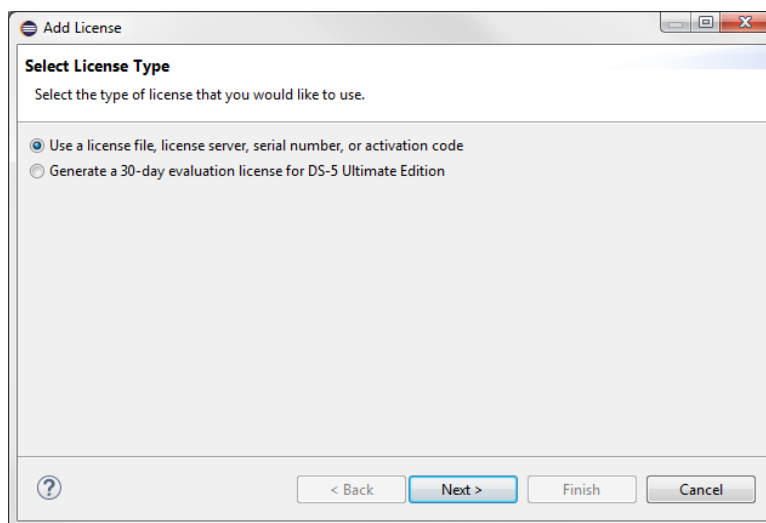 Add License
Select License Type
Select the type of license that you would like to use.
Use a license file, license server, serial number, or activation code
Generate a 30-day evaluation license for DS-5 Ultimate Edition
?
< Back
Next >
Finish
Cancel